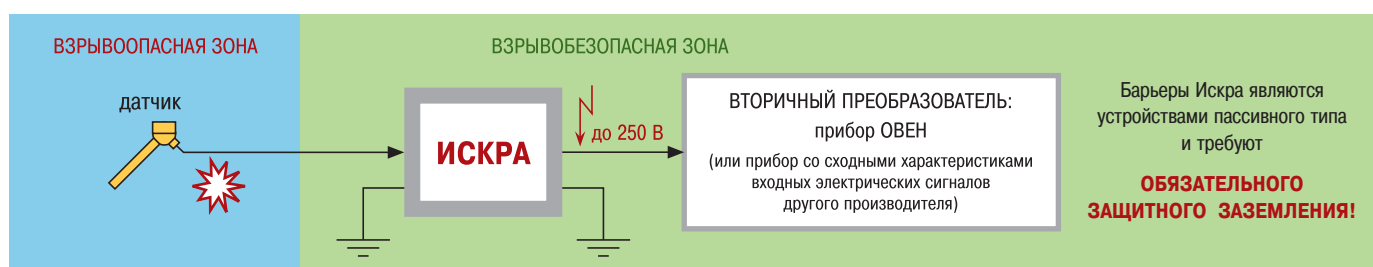 ВЗРЫВООПАСНАЯ ЗОНА
датчик
ВЗРЫВОБЕЗОПАСНАЯ ЗОНА
ИСКРА
до 250 В
ВТОРИЧНЫЙ ПРЕОБРАЗОВАТЕЛЬ:
прибор ОВЕН
(или прибор со сходными характеристиками
входных электрических сигналов
другого производителя)
Барьеры Искра являются
устройствами пассивного типа
и требуют
ОБЯЗАТЕЛЬНОГО
ЗАЩИТНОГО ЗАЗЕМЛЕНИЯ!